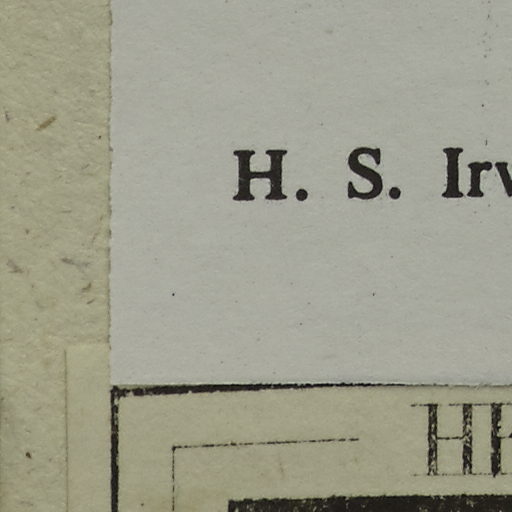 H. S. Irv